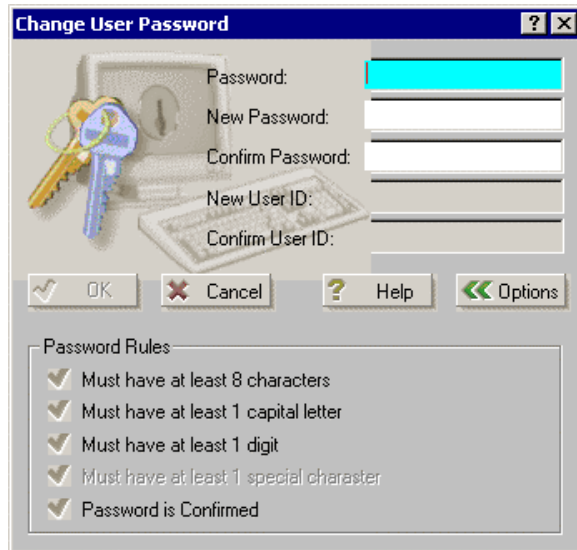 Change User Password
Password:
New Password:
Confirm Password:
New User ID:
Confirm User ID:
OK Cancel Help Options
Password Rules
Must have at least 8 characters
Must have at least 1 capital letter
Must have at least 1 digit
Must have at least 1 special charaster
Password is Confirmed